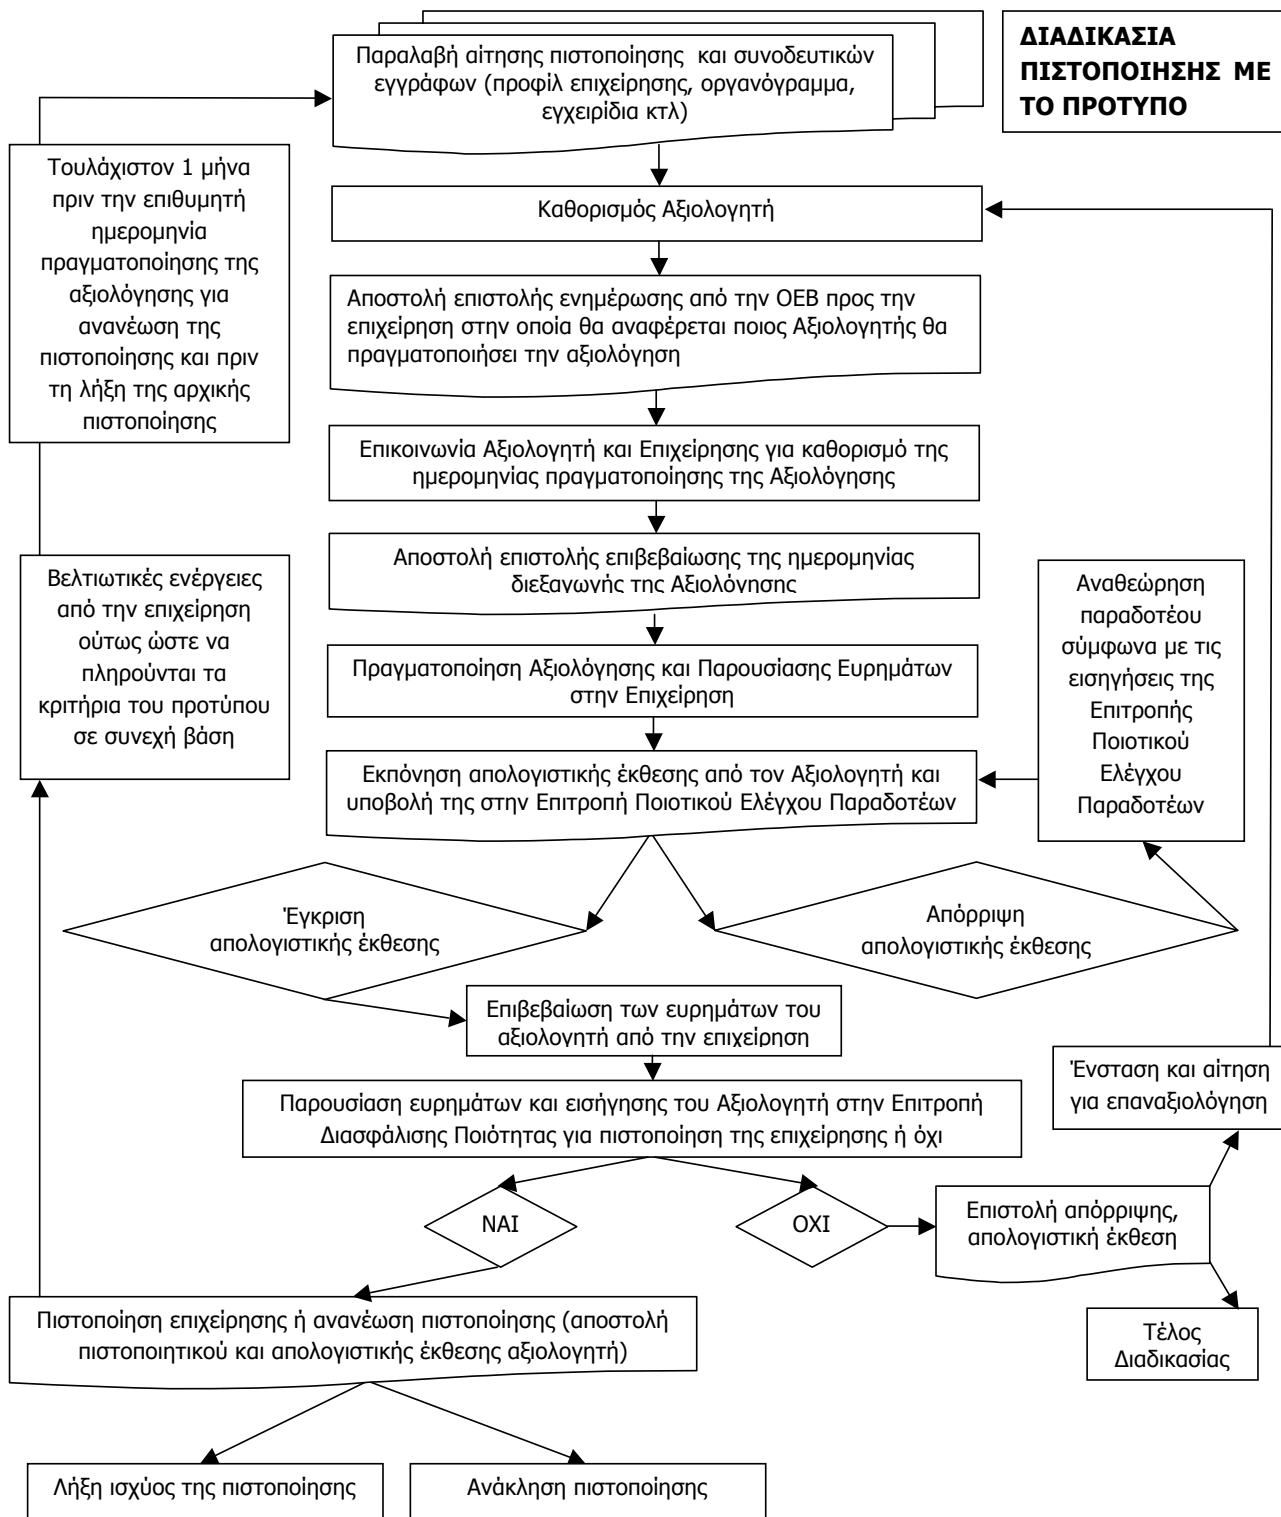 ΔΙΑΔΙΚΑΣΙΑ
ΠΙΣΤΟΠΟΙΗΣΗΣ ΜΕ
ΤΟ ΠΡΟΤΥΠΟ
Παραλαβή αίτησης πιστοποίησης και συνοδευτικών
εγγράφων (προφίλ επιχείρησης, οργανόγραμμα,
εγχειρίδια κτλ)
Τουλάχιστον 1 μήνα
πριν την επιθυμητή
ημερομηνία
πραγματοποίησης της
αξιολόγησης για
ανανέωση της
πιστοποίησης και πριν
τη λήξη της αρχικής
πιστοποίησης
Καθορισμός Αξιολογητή
Αποστολή επιστολής ενημέρωσης από την ΟΕΒ προς την
επιχείρηση στην οποία θα αναφέρεται ποιος Αξιολογητής θα
πραγματοποιήσει την αξιολόγηση
Επικοινωνία Αξιολογητή και Επιχείρησης για καθορισμό της
ημερομηνίας πραγματοποίησης της Αξιολόγησης
Αποστολή επιστολής επιβεβαίωσης της ημερομηνίας
διεξαγωγής της Αξιολόγησης
Βελτιωτικές ενέργειες
από την επιχείρηση
ούτως ώστε να
πληρούνται τα
κριτήρια του προτύπου
σε συνεχή βάση
Αναθεώρηση
παραδοτέου
σύμφωνα με τις
εισηγήσεις της
Επιτροπής
Ποιοτικού
Ελέγχου
Παραδοτέων
Πραγματοποίηση Αξιολόγησης και Παρουσίασης Ευρημάτων
στην Επιχείρηση
Εκπόνηση απολογιστικής έκθεσης από τον Αξιολογητή και
υποβολή της στην Επιτροπή Ποιοτικού Ελέγχου Παραδοτέων
Έγκριση
απολογιστικής έκθεσης
Απόρριψη
απολογιστικής έκθεσης
Επιβεβαίωση των ευρημάτων του
αξιολογητή από την επιχείρηση
Ένσταση και αίτηση
για επαναξιολόγηση
Παρουσίαση ευρημάτων και εισήγησης του Αξιολογητή στην Επιτροπή
Διασφάλισης Ποιότητας για πιστοποίηση της επιχείρησης ή όχι
ΝΑΙ
ΟΧΙ
Επιστολή απόρριψης,
απολογιστική έκθεση
Πιστοποίηση επιχείρησης ή ανανέωση πιστοποίησης (αποστολή
πιστοποιητικού και απολογιστικής έκθεσης αξιολογητή)
Τέλος
Διαδικασίας
Λήξη ισχύος της πιστοποίησης
Ανάκληση πιστοποίησης